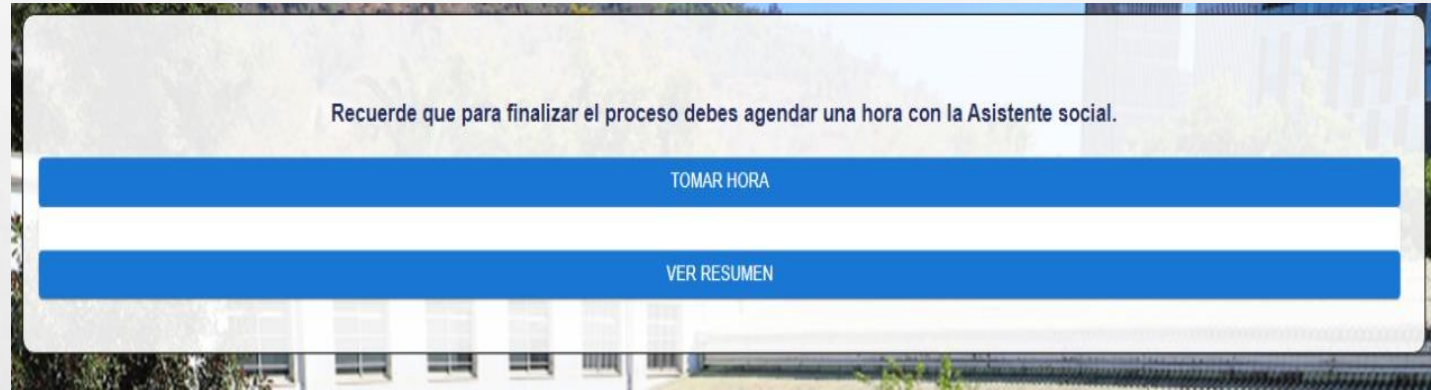 Recuerde que para finalizar el proceso debes agendar una hora con la Asistente social.
TOMAR HORA
VER RESUMEN